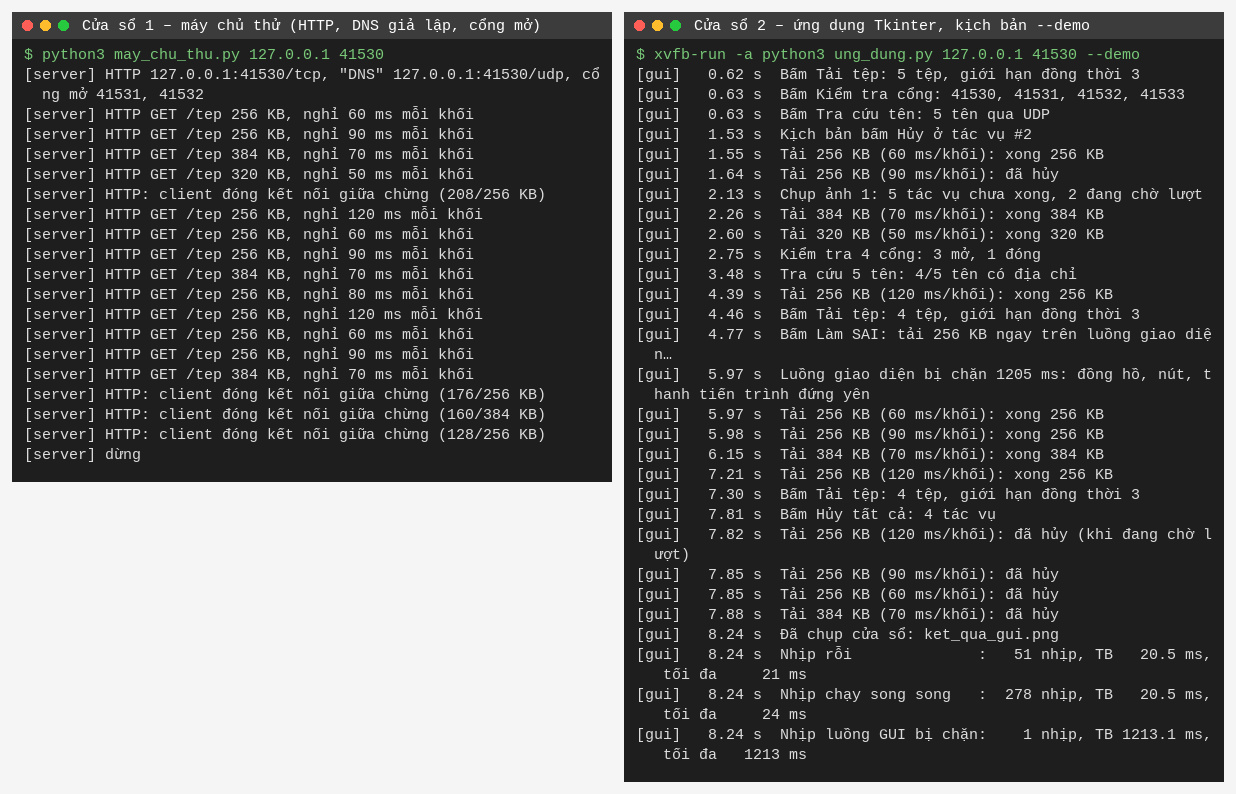 Cửa sổ 1 – máy chủ thử (HTTP, DNS giả lập, cổng mở)
$ python3 may_chu_thu.py 127.0.0.1 41530
[server] HTTP 127.0.0.1:41530/tcp, "DNS" 127.0.0.1:41530/udp, cổ
ng mở 41531, 41532
[server] HTTP GET /tep 256 KB, nghỉ 60 ms mỗi khối
[server] HTTP GET /tep 256 KB, nghỉ 90 ms mỗi khối
[server] HTTP GET /tep 384 KB, nghỉ 70 ms mỗi khối
[server] HTTP GET /tep 320 KB, nghỉ 50 ms mỗi khối
[server] HTTP: client đóng kết nối giữa chừng (208/256 KB)
[server] HTTP GET /tep 256 KB, nghỉ 120 ms mỗi khối
[server] HTTP GET /tep 256 KB, nghỉ 60 ms mỗi khối
[server] HTTP GET /tep 256 KB, nghỉ 90 ms mỗi khối
[server] HTTP GET /tep 384 KB, nghỉ 70 ms mỗi khối
[server] HTTP GET /tep 256 KB, nghỉ 80 ms mỗi khối
[server] HTTP GET /tep 256 KB, nghỉ 120 ms mỗi khối
[server] HTTP GET /tep 256 KB, nghỉ 60 ms mỗi khối
[server] HTTP GET /tep 256 KB, nghỉ 90 ms mỗi khối
[server] HTTP GET /tep 384 KB, nghỉ 70 ms mỗi khối
[server] HTTP: client đóng kết nối giữa chừng (176/256 KB)
[server] HTTP: client đóng kết nối giữa chừng (160/384 KB)
[server] HTTP: client đóng kết nối giữa chừng (128/256 KB)
[server] dừng
Cửa sổ 2 – ứng dụng Tkinter, kịch bản --demo
$ xvfb-run -a python3 ung_dung.py 127.0.0.1 41530 --demo
[gui]   0.62 s  Bấm Tải tệp: 5 tệp, giới hạn đồng thời 3
[gui]   0.63 s  Bấm Kiểm tra cổng: 41530, 41531, 41532, 41533
[gui]   0.63 s  Bấm Tra cứu tên: 5 tên qua UDP
[gui]   1.53 s  Kịch bản bấm Hủy ở tác vụ #2
[gui]   1.55 s  Tải 256 KB (60 ms/khối): xong 256 KB
[gui]   1.64 s  Tải 256 KB (90 ms/khối): đã hủy
[gui]   2.13 s  Chụp ảnh 1: 5 tác vụ chưa xong, 2 đang chờ lượt
[gui]   2.26 s  Tải 384 KB (70 ms/khối): xong 384 KB
[gui]   2.60 s  Tải 320 KB (50 ms/khối): xong 320 KB
[gui]   2.75 s  Kiểm tra 4 cổng: 3 mở, 1 đóng
[gui]   3.48 s  Tra cứu 5 tên: 4/5 tên có địa chỉ
[gui]   4.39 s  Tải 256 KB (120 ms/khối): xong 256 KB
[gui]   4.46 s  Bấm Tải tệp: 4 tệp, giới hạn đồng thời 3
[gui]   4.77 s  Bấm Làm SAI: tải 256 KB ngay trên luồng giao diệ
n…
[gui]   5.97 s  Luồng giao diện bị chặn 1205 ms: đồng hồ, nút, t
hanh tiến trình đứng yên
[gui]   5.97 s  Tải 256 KB (60 ms/khối): xong 256 KB
[gui]   5.98 s  Tải 256 KB (90 ms/khối): xong 256 KB
[gui]   6.15 s  Tải 384 KB (70 ms/khối): xong 384 KB
[gui]   7.21 s  Tải 256 KB (120 ms/khối): xong 256 KB
[gui]   7.30 s  Bấm Tải tệp: 4 tệp, giới hạn đồng thời 3
[gui]   7.81 s  Bấm Hủy tất cả: 4 tác vụ
[gui]   7.82 s  Tải 256 KB (120 ms/khối): đã hủy (khi đang chờ l
ượt)
[gui]   7.85 s  Tải 256 KB (90 ms/khối): đã hủy
[gui]   7.85 s  Tải 256 KB (60 ms/khối): đã hủy
[gui]   7.88 s  Tải 384 KB (70 ms/khối): đã hủy
[gui]   8.24 s  Đã chụp cửa sổ: ket_qua_gui.png
[gui]   8.24 s  Nhịp rỗi              :   51 nhịp, TB   20.5 ms,
tối đa     21 ms
[gui]   8.24 s  Nhịp chạy song song   :  278 nhịp, TB   20.5 ms,
tối đa     24 ms
[gui]   8.24 s  Nhịp luồng GUI bị chặn:    1 nhịp, TB 1213.1 ms,
tối đa   1213 ms